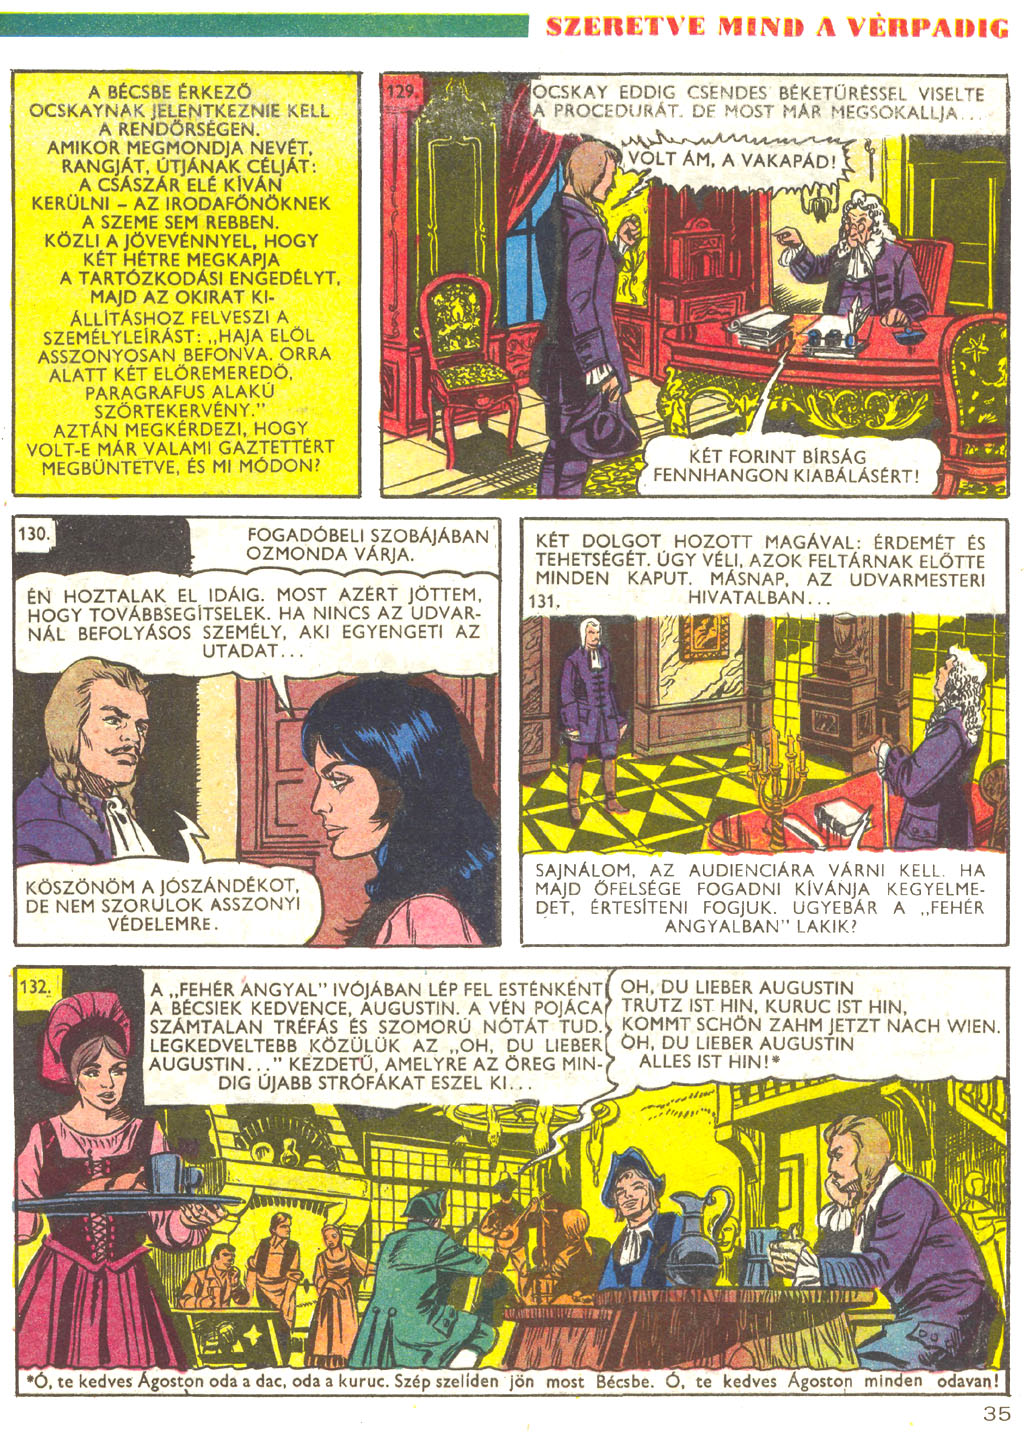 SZERETVE MIND A VÉRPADIG
A BÉCSBE ÉRKEZŐ
OCSKAYNAK JELENTKEZNIE KELL
A RENDŐRSÉGEN.
AMIKOR MEGMONDJA NEVÉT,
RANGJÁT, ÚTJÁNAK CÉLJÁT:
A CSÁSZÁR ELÉ KÍVÁN
KERÜLNI – AZ IRODAFŐNÖKNEK
A SZEME SEM REBBEN.
KÖZLI A JÖVEVÉNNYEL, HOGY
KÉT HÉTRE MEGKAPJA
A TARTÓZKODÁSI ENGEDÉLYT,
MAJD AZ OKIRAT KI-
ÁLLÍTÁSHOZ FELVESZI A
SZEMÉLYLEÍRÁST: „HAJA ELÖL
ASSZONYOSAN BEFONVA. ORRA
ALATT KÉT ELŐREMEREDŐ,
PARAGRAFUS ALAKÚ
SZŐRTEKERVÉNY.”
AZTÁN MEGKÉRDEZI, HOGY
VOLT-E MÁR VALAMI GAZTETTÉRT
MEGBÜNTETVE, ÉS MI MÓDON?
129.
OCSKAY EDDIG CSENDES BÉKETŰRÉSSEL VISELTE
A PROCEDURÁT. DE MOST MÁR MEGSOKALLJA...
VOLT ÁM, A VAKAPÁD!
KÉT FORINT BÍRSÁG
FENNHANGON KIABÁLÁSÉRT!
130.
FOGADÓBELI SZOBÁJÁBAN
OZMONDA VÁRJA.
ÉN HOZTALAK EL IDÁIG. MOST AZÉRT JÖTTEM,
HOGY TOVÁBBSEGÍTSELEK. HA NINCS AZ UDVAR-
NÁL BEFOLYÁSOS SZEMÉLY, AKI EGYENGETI AZ
UTADAT...
KÖSZÖNÖM A JÓSZÁNDÉKOT,
DE NEM SZORULOK ASSZONYI
VÉDELEMRE.
KÉT DOLGOT HOZOTT MAGÁVAL: ÉRDEMÉT ÉS
TEHETSÉGÉT. ÚGY VÉLI, AZOK FELTÁRNAK ELŐTTE
MINDEN KAPUT. MÁSNAP, AZ UDVARMESTERI
HIVATALBAN...
131.
SAJNÁLOM, AZ AUDIENCIÁRA VÁRNI KELL. HA
MAJD ŐFELSÉGE FOGADNI KÍVÁNJA KEGYELME-
DET, ÉRTESÍTENI FOGJUK. UGYEBÁR A „FEHÉR
ANGYALBAN” LAKIK?
132.
A „FEHÉR ANGYAL” IVÓJÁBAN LÉP FEL ESTÉNKÉNT
A BÉCSIEK KEDVENCE, AUGUSTIN. A VÉN POJÁCA
SZÁMTALAN TRÉFÁS ÉS SZOMORÚ NÓTÁT TUD.
LEGKEDVELTEBB KÖZÜLÜK AZ „OH, DU LIEBER
AUGUSTIN...” KEZDETŰ, AMELYRE AZ ÖREG MIN-
DIG ÚJABB STRÓFÁKAT ESZEL KI...
OH, DU LIEBER AUGUSTIN
TRUTZ IST HIN, KURUC IST HIN,
KOMMT SCHÖN ZAHM JETZT NACH WIEN.
OH, DU LIEBER AUGUSTIN
ALLES IST HIN!*
*Ó, te kedves Ágoston oda a dac, oda a kuruc. Szép szelíden jön most Bécsbe. Ó, te kedves Ágoston minden odavan!
35